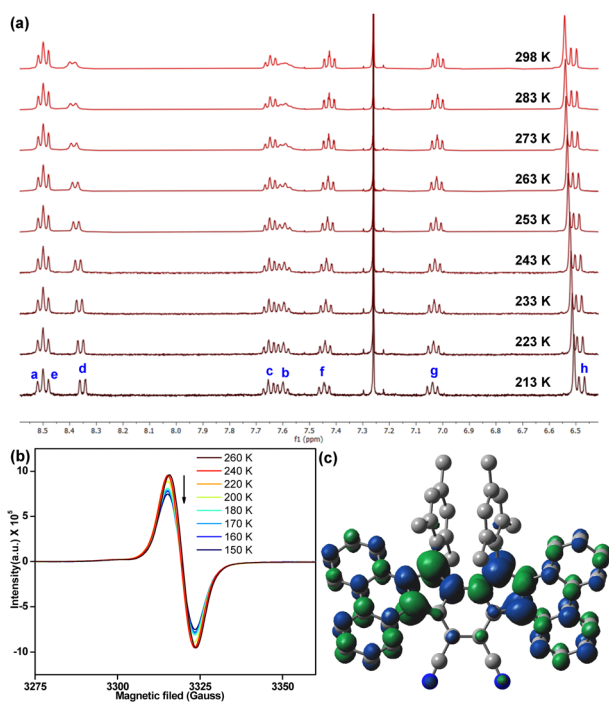 (a)
298 K
283 K
273 K
263 K
253 K
243 K
233 K
223 K
213 K
a e d c b f g h
8.5 8.4 8.3 8.2 8.1 8.0 7.9 7.8 7.7 7.6 7.5 7.4 7.3 7.2 7.1 7.0 6.9 6.8 6.7 6.6 6.5 6.4
f1 (ppm)
(b)
(c)
260 K
240 K
220 K
200 K
180 K
170 K
160 K
150 K
10
5
0
-5
-10
Intensity(a.u.) X 10⁵
3275 3300 3325 3350
Magnetic filed (Gauss)